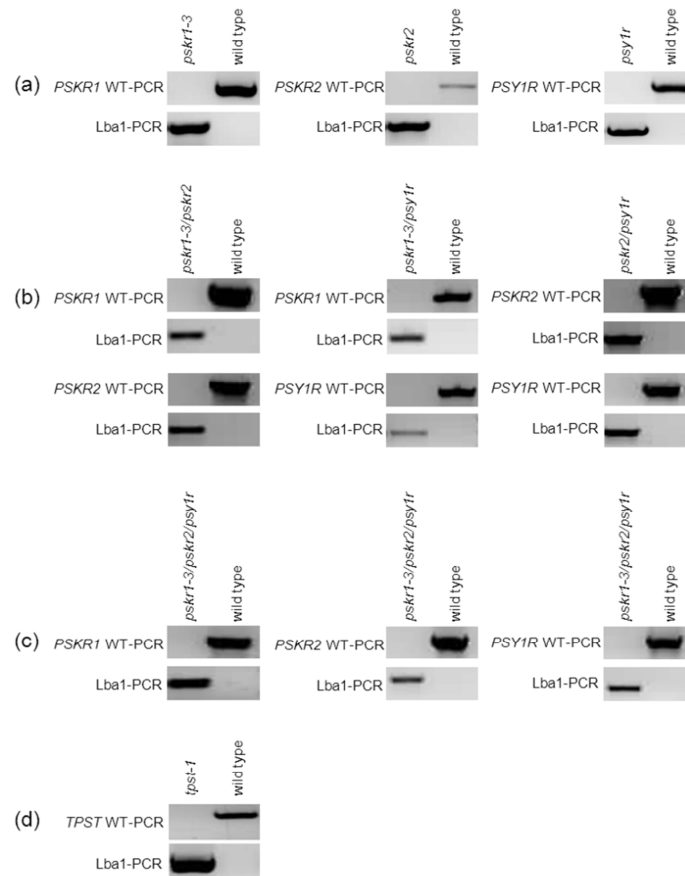 pskr1-3
wild type
pskr2
wild type
psy1r
wild type
(a)
PSKR1 WT-PCR
PSKR2 WT-PCR
PSY1R WT-PCR
Lba1-PCR
Lba1-PCR
Lba1-PCR
pskr1-3/pskr2
wild type
pskr1-3/psy1r
wild type
pskr2/psy1r
wild type
(b)
PSKR1 WT-PCR
PSKR1 WT-PCR
PSKR2 WT-PCR
Lba1-PCR
Lba1-PCR
Lba1-PCR
PSKR2 WT-PCR
PSY1R WT-PCR
PSY1R WT-PCR
Lba1-PCR
Lba1-PCR
Lba1-PCR
pskr1-3/pskr2/psy1r
wild type
pskr1-3/pskr2/psy1r
wild type
pskr1-3/pskr2/psy1r
wild type
(c)
PSKR1 WT-PCR
PSKR2 WT-PCR
PSY1R WT-PCR
Lba1-PCR
Lba1-PCR
Lba1-PCR
tpst-1
wild type
(d)
TPST WT-PCR
Lba1-PCR